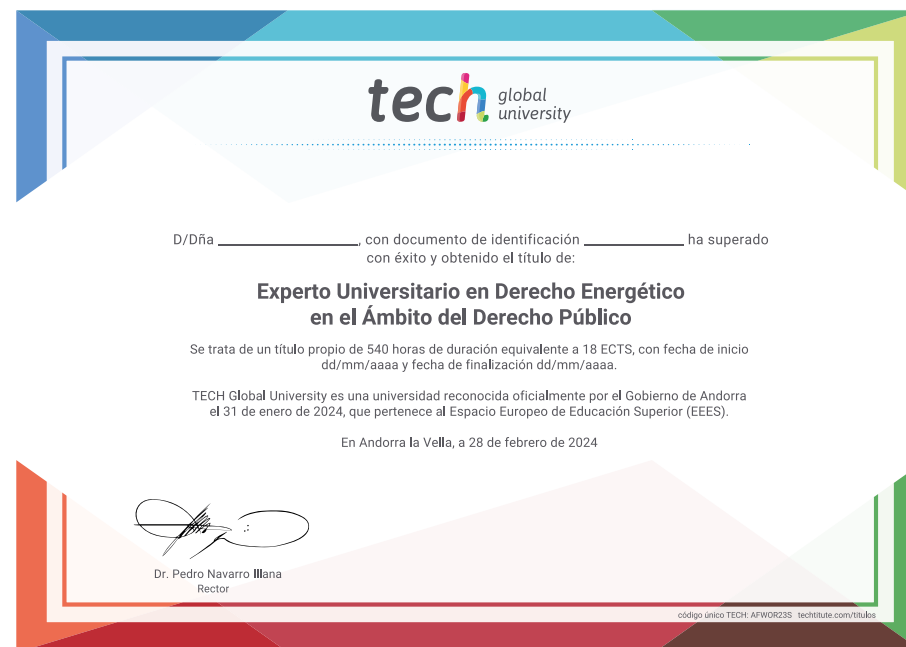 tech global university
D/Dña ____________________, con documento de identificación ______________ ha superado
con éxito y obtenido el título de:
Experto Universitario en Derecho Energético
en el Ámbito del Derecho Público
Se trata de un título propio de 540 horas de duración equivalente a 18 ECTS, con fecha de inicio
dd/mm/aaaa y fecha de finalización dd/mm/aaaa.
TECH Global University es una universidad reconocida oficialmente por el Gobierno de Andorra
el 31 de enero de 2024, que pertenece al Espacio Europeo de Educación Superior (EEES).
En Andorra la Vella, a 28 de febrero de 2024
Dr. Pedro Navarro Illana
Rector
código único TECH: AFWOR23S techtitute.com/titulos